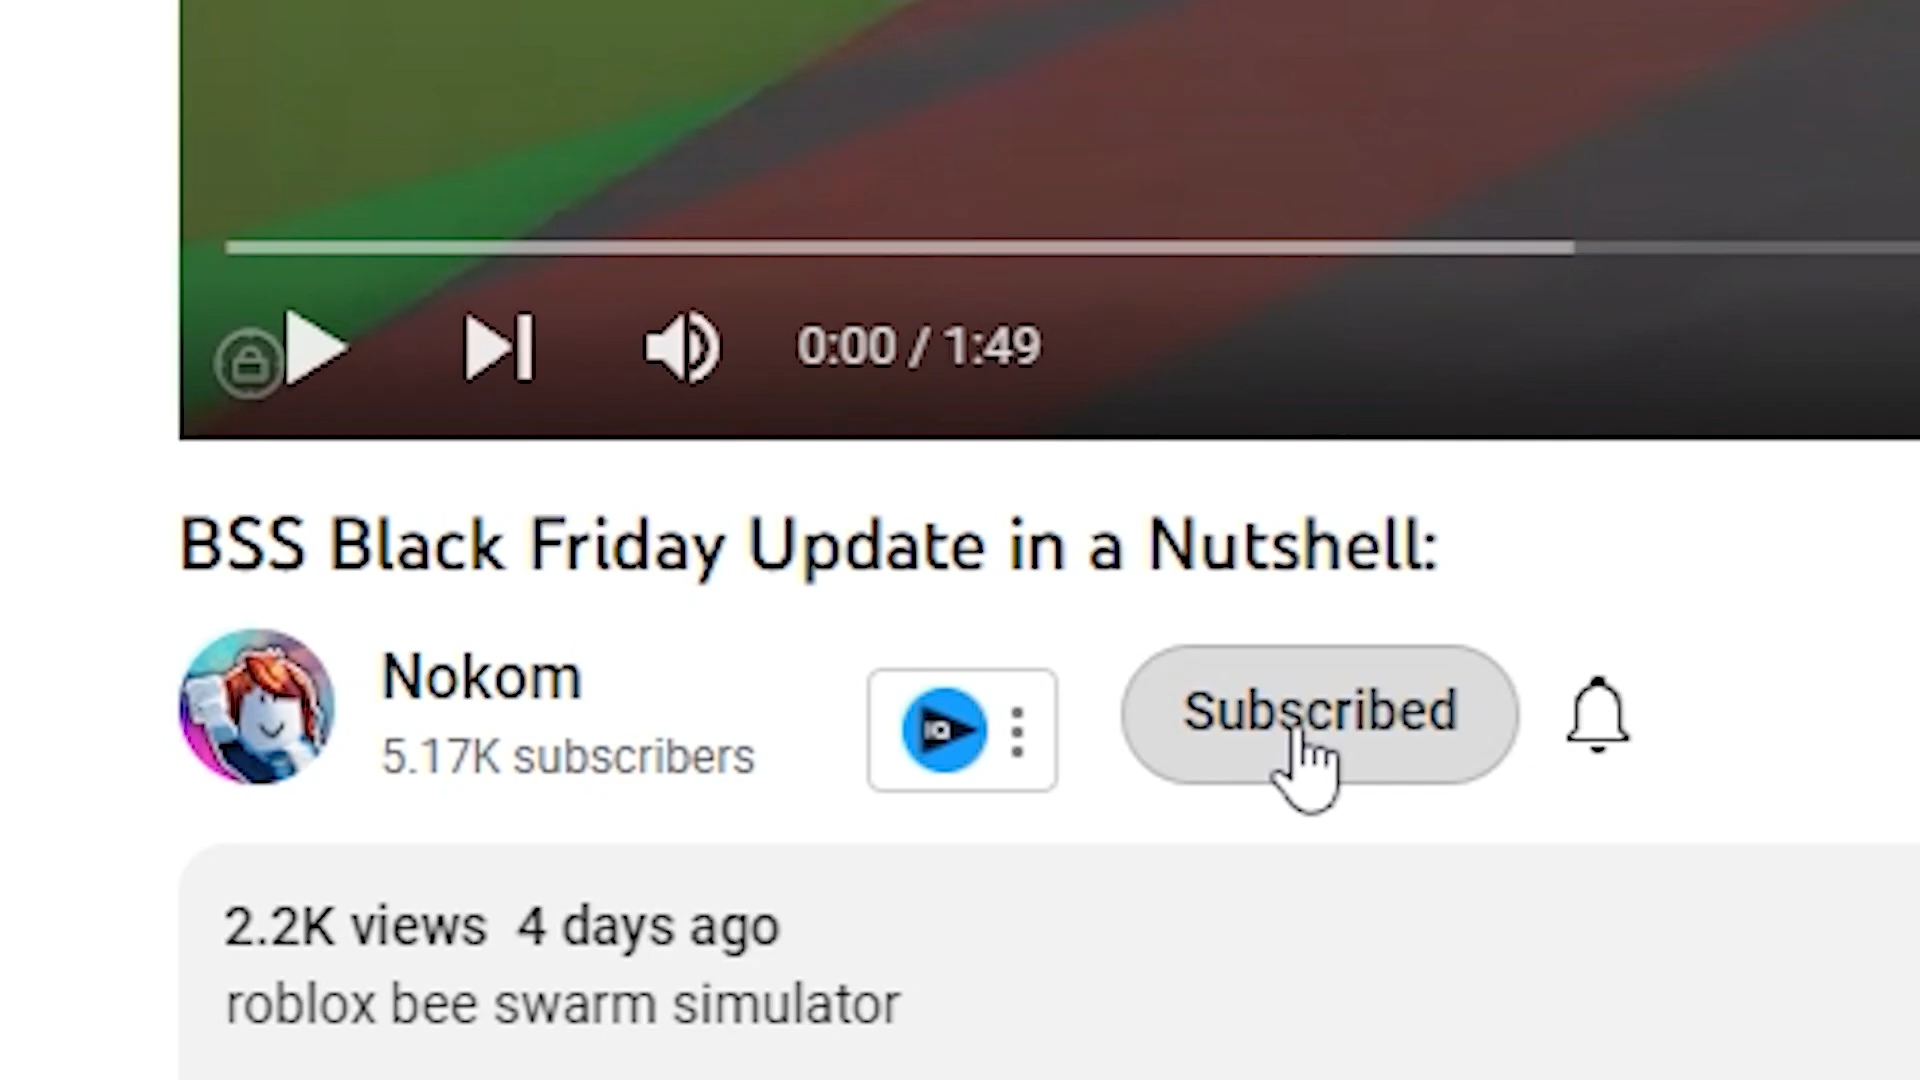 0:00 / 1:49
BSS Black Friday Update in a Nutshell:
Nokom
5.17K subscribers
IQ
Subscribed
2.2K views 4 days ago
roblox bee swarm simulator